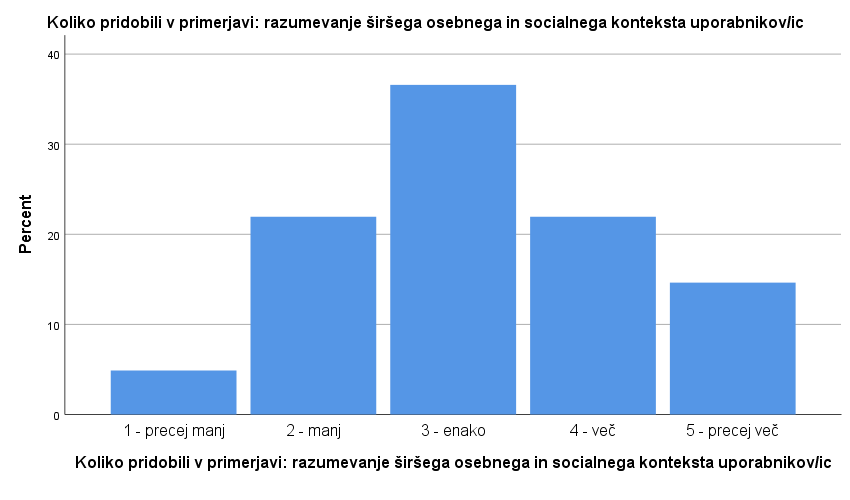 Koliko pridobili v primerjavi: razumevanje širšega osebnega in socialnega konteksta uporabnikov/ic
40
30
20
10
0
Percent
1 - precej manj
2 - manj
3 - enako
4 - več
5 - precej več
Koliko pridobili v primerjavi: razumevanje širšega osebnega in socialnega konteksta uporabnikov/ic